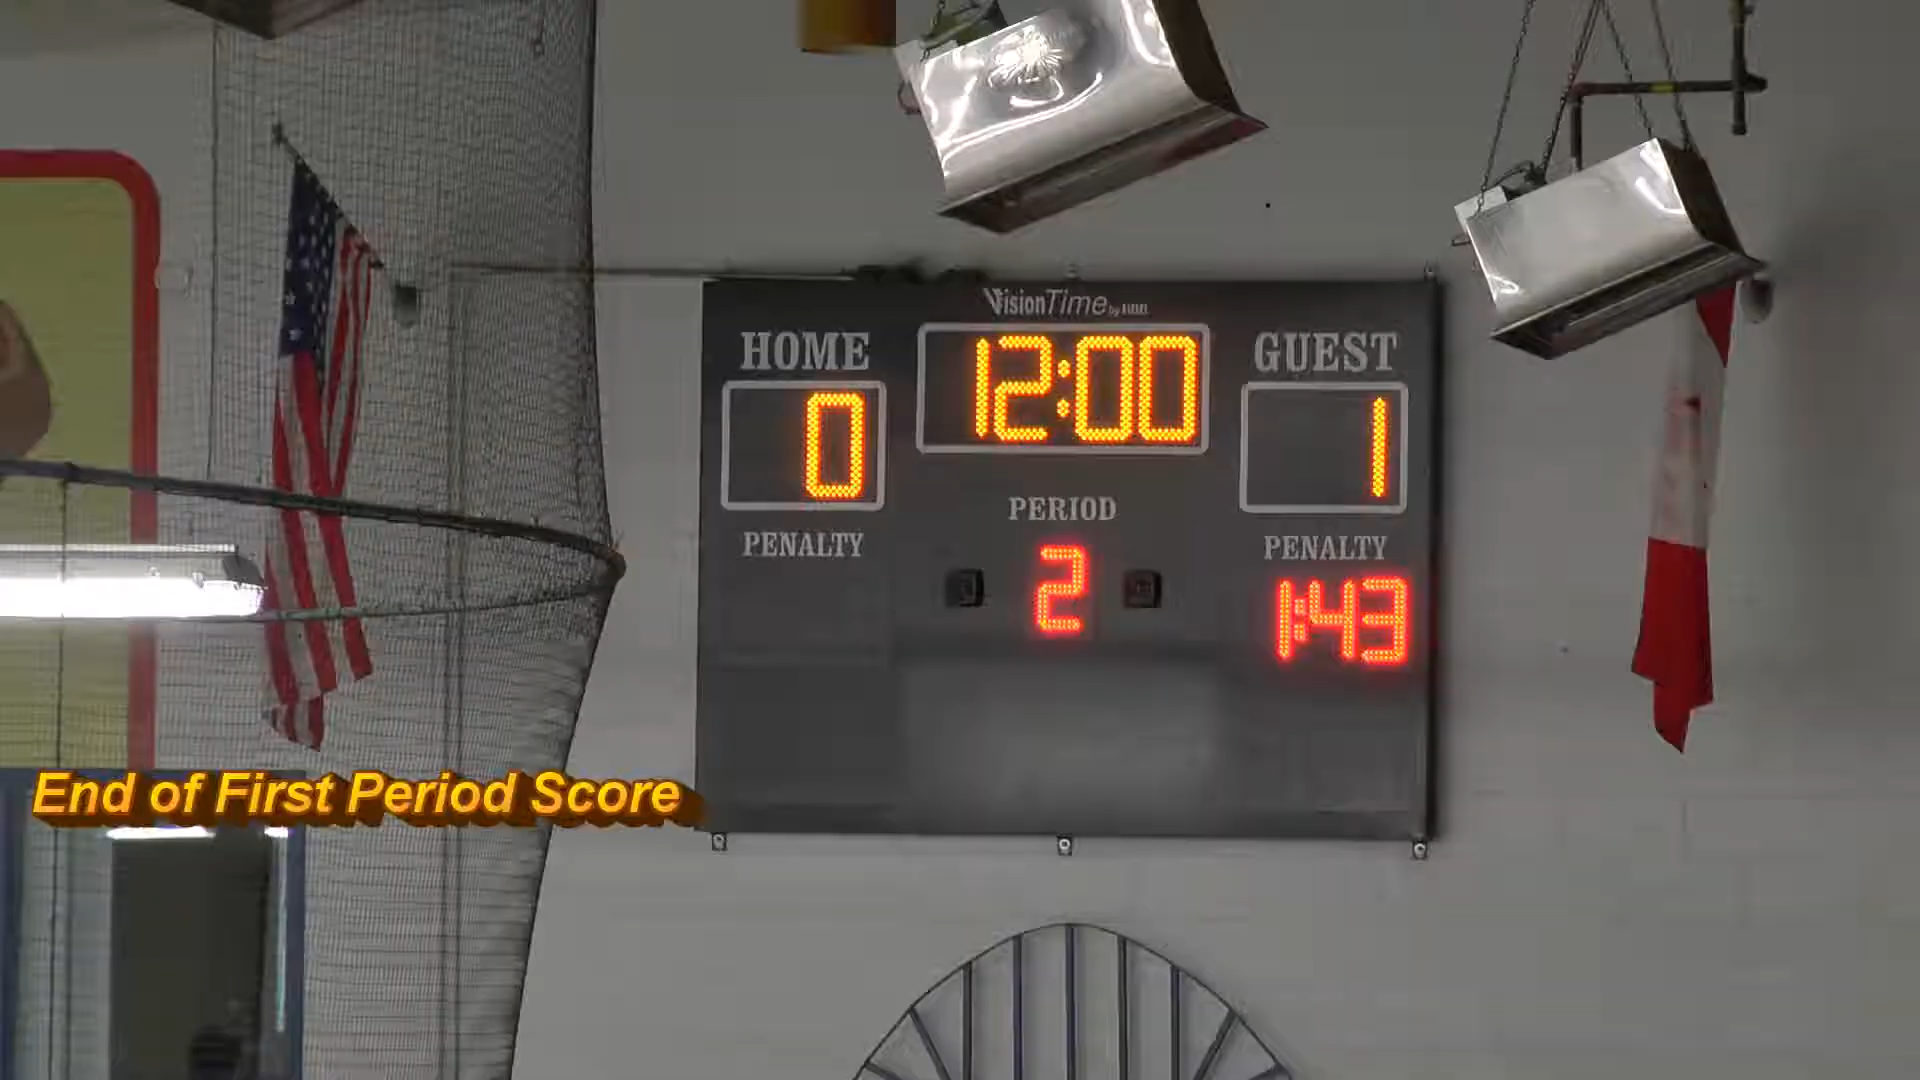 VisionTime
HOME
12:00
GUEST
0
1
PERIOD
PENALTY
PENALTY
2
1:43
End of First Period Score